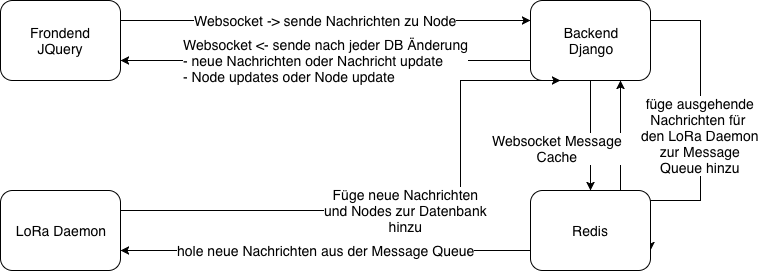 Frondend
JQuery
Websocket -> sende Nachrichten zu Node
Backend
Django
Websocket <- sende nach jeder DB Änderung
- neue Nachrichten oder Nachricht update
- Node updates oder Node update
füge ausgehende
Nachrichten für
den LoRa Daemon
zur Message
Queue hinzu
Websocket Message
Cache
LoRa Daemon
Füge neue Nachrichten
und Nodes zur Datenbank
hinzu
Redis
hole neue Nachrichten aus der Message Queue